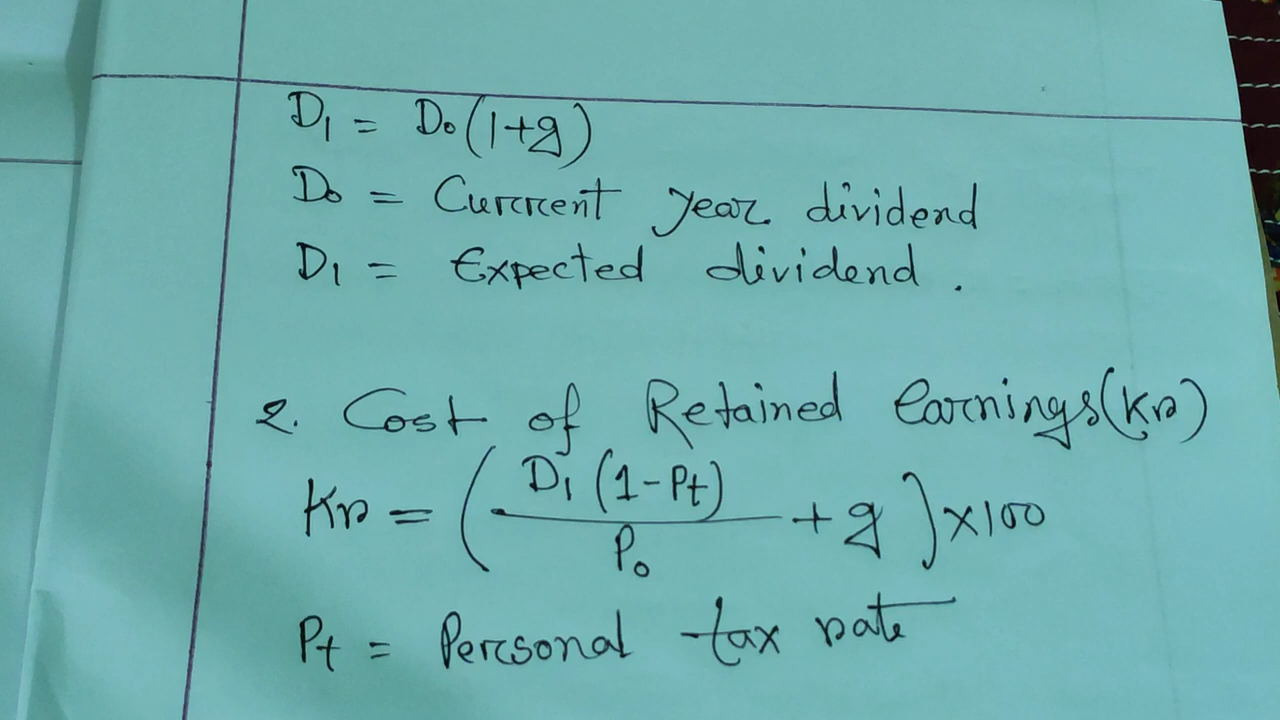 D₁ = D₀(1+g)
D₀ = Current year dividend
D₁ = Expected dividend.
2. Cost of Retained Earnings(Kr)
Kr = (D₁(1-Pt)/P₀ + g)×100
Pt = Personal tax rate